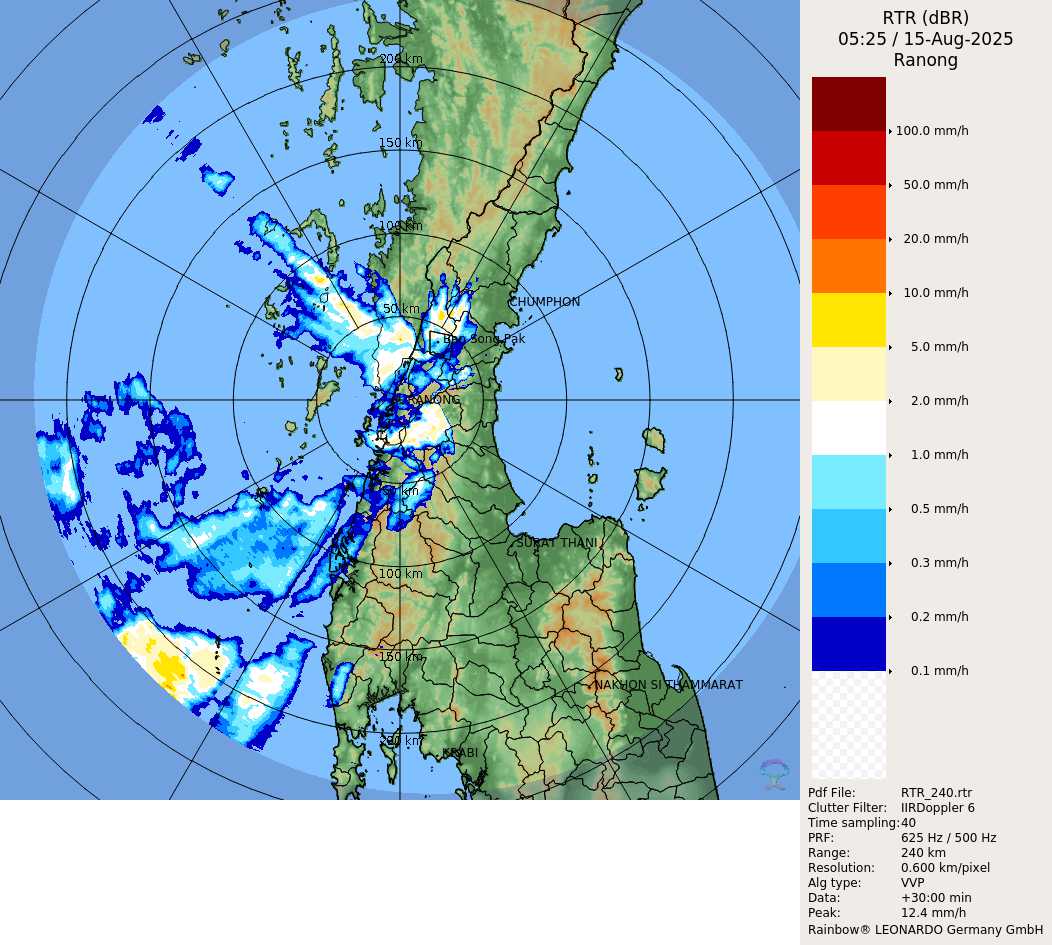 RTR (dBR)
05:25 / 15-Aug-2025
Ranong
200 km
150 km
100 km
50 km
CHUMPHON
Ban Song Pak
RANONG
50 km
SURAT THANI
100 km
150 km
NAKHON SI THAMMARAT
200 km
KRABI
100.0 mm/h
50.0 mm/h
20.0 mm/h
10.0 mm/h
5.0 mm/h
2.0 mm/h
1.0 mm/h
0.5 mm/h
0.3 mm/h
0.2 mm/h
0.1 mm/h
Pdf File: RTR_240.rtr
Clutter Filter: IIRDoppler 6
Time sampling:40
PRF: 625 Hz / 500 Hz
Range: 240 km
Resolution: 0.600 km/pixel
Alg type: VVP
Data: +30:00 min
Peak: 12.4 mm/h
Rainbow® LEONARDO Germany GmbH